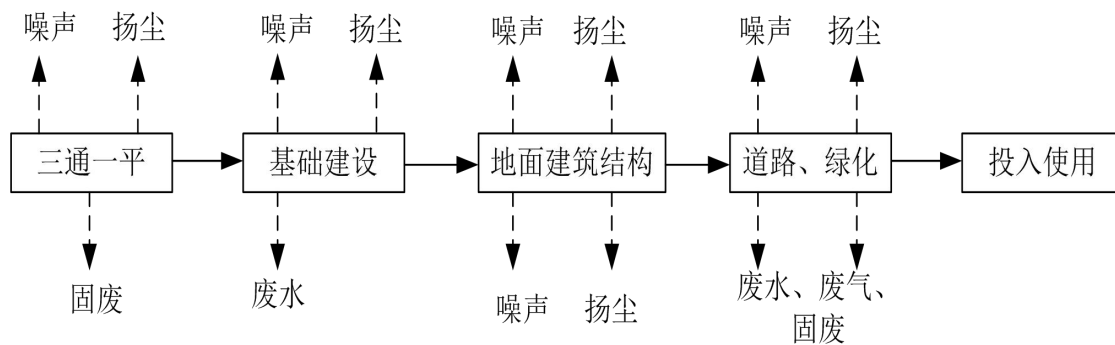 噪声 扬尘 噪声 扬尘 噪声 扬尘 噪声 扬尘
三通一平 基础建设 地面建筑结构 道路、绿化 投入使用
固废 废水 噪声 扬尘 废水、废气、
固废